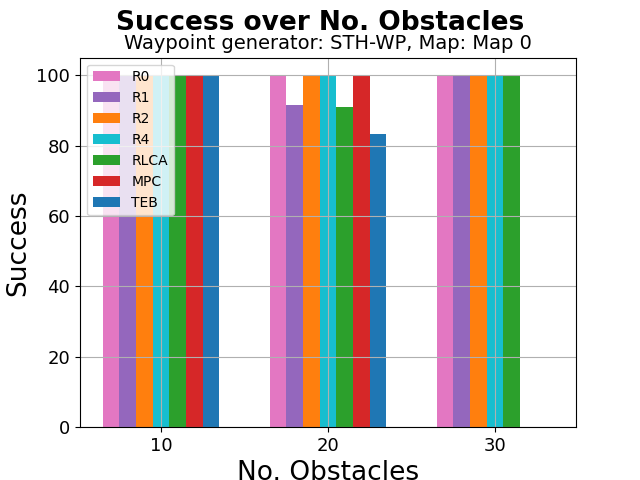 Success over No. Obstacles
Waypoint generator: STH-WP, Map: Map 0
100
80
60
40
20
0
Success
R0
R1
R2
R4
RLCA
MPC
TEB
10
20
30
No. Obstacles